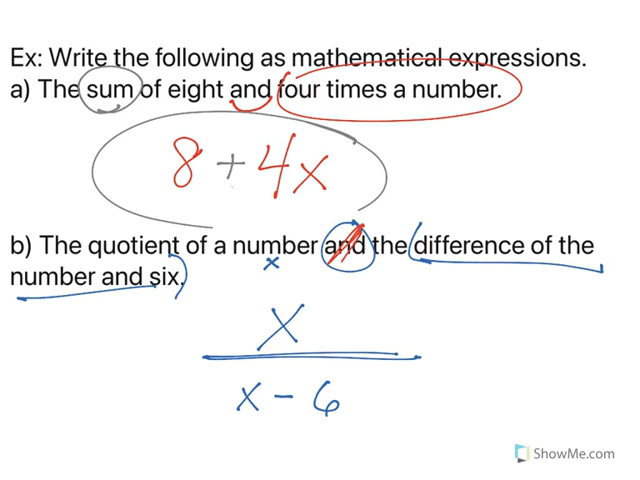 Ex: Write the following as mathematical expressions.
a) The sum of eight and four times a number.
8 + 4x
b) The quotient of a number and the difference of the
x
number and six.
x
x - 6
ShowMe.com